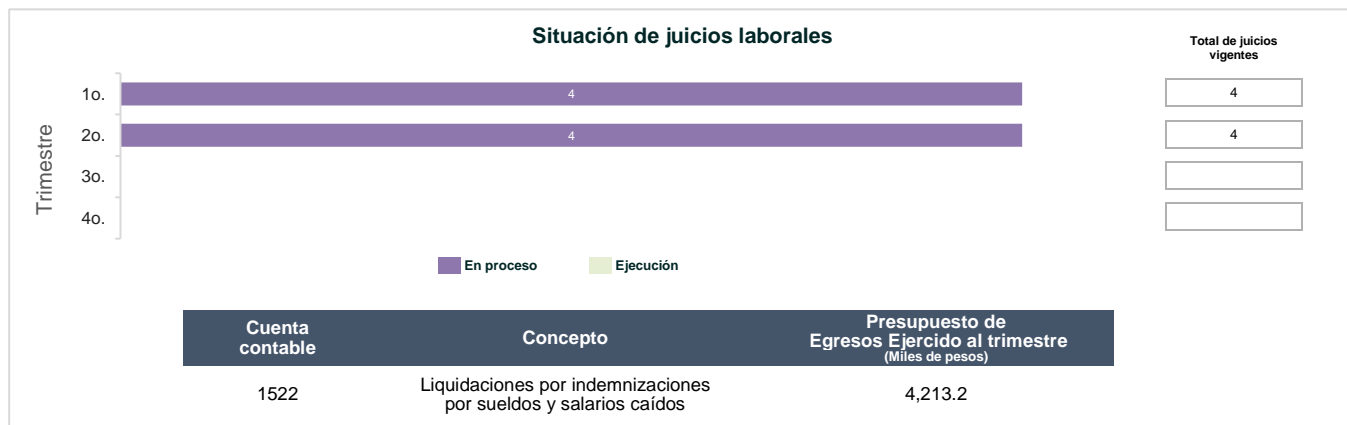 Situación de juicios laborales
Total de juicios
vigentes
Trimestre
1o.
4
4
2o.
4
4
3o.
4o.
En proceso
Ejecución
Cuenta
contable
Concepto
Presupuesto de
Egresos Ejercido al trimestre
(Miles de pesos)
1522
Liquidaciones por indemnizaciones
por sueldos y salarios caídos
4,213.2